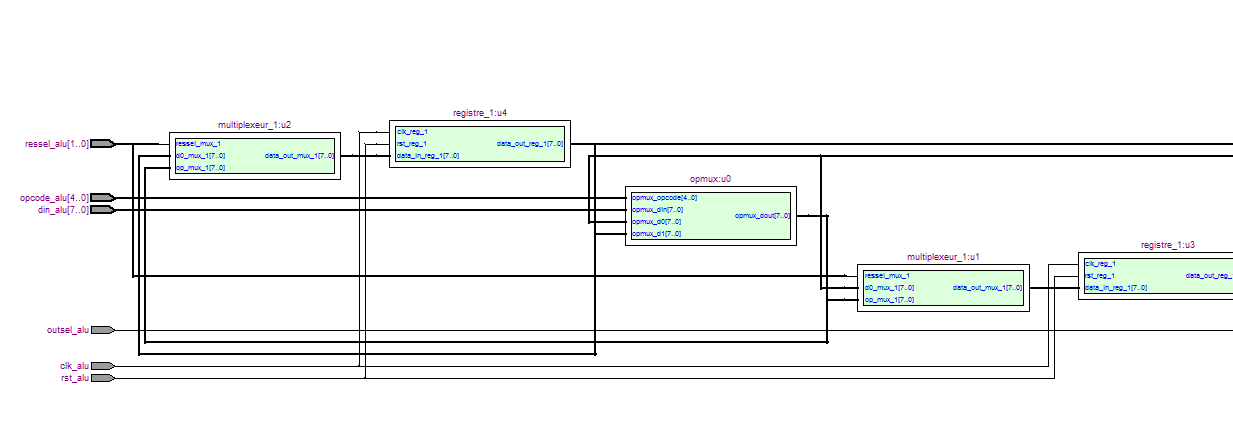 registre_1:u4
multiplexeur_1:u2
clk_reg_1
rst_reg_1
data_out_reg_1[7..0]
data_in_reg_1[7..0]
ressel_alu[1..0]
ressel_mux_1
d0_mux_1[7..0]
data_out_mux_1[7..0]
op_mux_1[7..0]
opmux:u0
opcode_alu[4..0]
din_alu[7..0]
opmux_opcode[4..0]
opmux_din[7..0]
opmux_dout[7..0]
opmux_d0[7..0]
opmux_d1[7..0]
registre_1:u3
multiplexeur_1:u1
clk_reg_1
rst_reg_1
data_out_reg_
data_in_reg_1[7..0]
ressel_mux_1
d0_mux_1[7..0]
data_out_mux_1[7..0]
op_mux_1[7..0]
outsel_alu
clk_alu
rst_alu